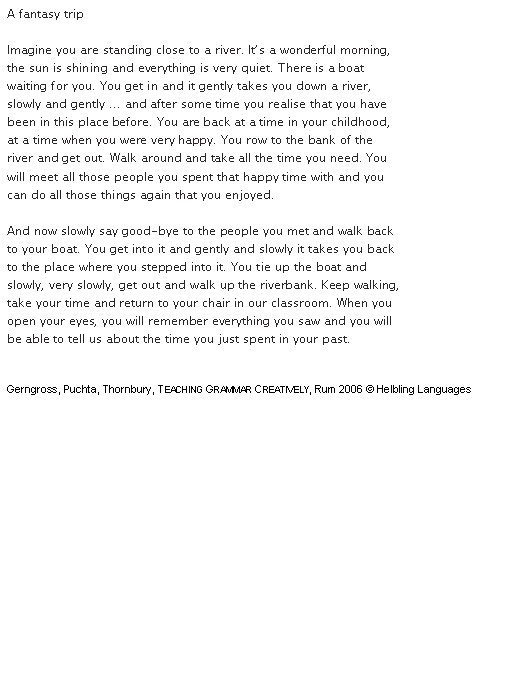 A fantasy trip
Imagine you are standing close to a river. It's a wonderful morning,
the sun is shining and everything is very quiet. There is a boat
waiting for you. You get in and it gently takes you down a river,
slowly and gently ... and after some time you realise that you have
been in this place before. You are back at a time in your childhood,
at a time when you were very happy. You row to the bank of the
river and get out. Walk around and take all the time you need. You
will meet all those people you spent that happy time with and you
can do all those things again that you enjoyed.
And now slowly say good-bye to the people you met and walk back
to your boat. You get into it and gently and slowly it takes you back
to the place where you stepped into it. You tie up the boat and
slowly, very slowly, get out and walk up the riverbank. Keep walking,
take your time and return to your chair in our classroom. When you
open your eyes, you will remember everything you saw and you will
be able to tell us about the time you just spent in your past.
Gerngross, Puchta, Thornbury, TEACHING GRAMMAR CREATIVELY, Rum 2006 © Helbling Languages